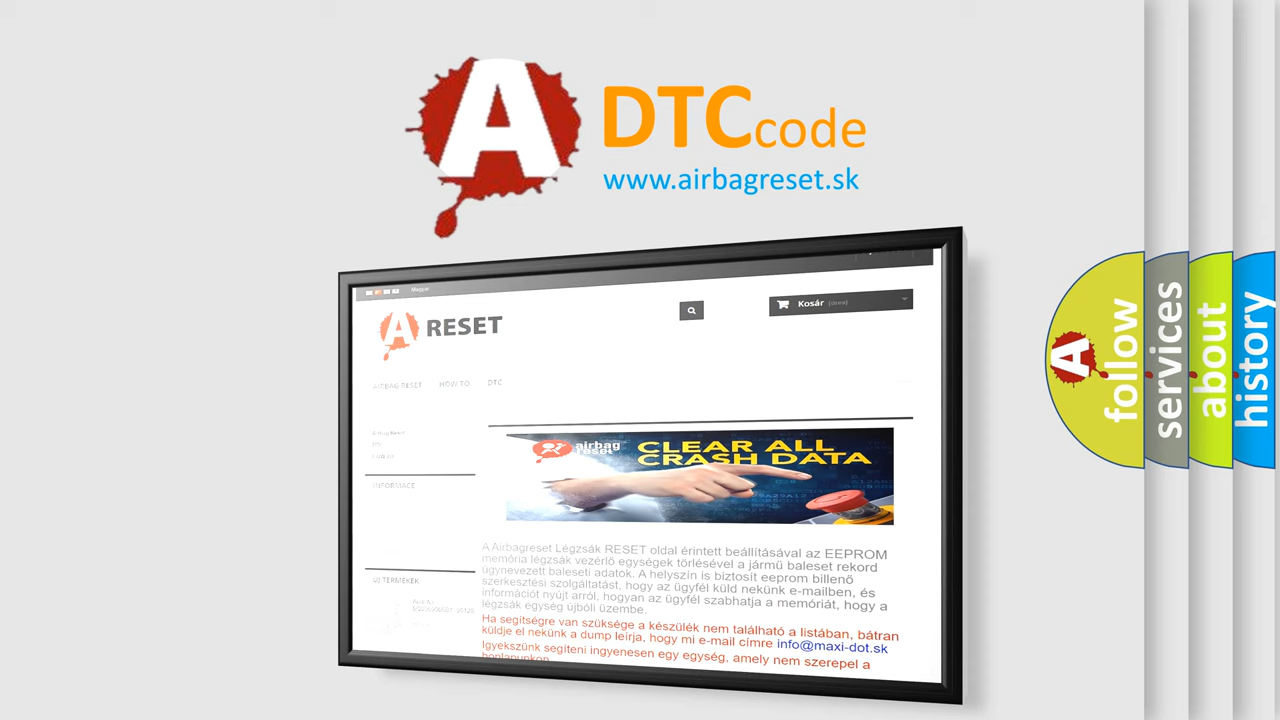 A
DTCcode
www.airbagreset.sk
Magyar
A RESET
Kosár (üres)
AIRBAG RESET HOW TO DTC
INFORMACE
airbag
reset
CLEAR ALL
CRASH DATA
A Airbagreset Légzsák RESET oldal érintett beállításával az EEPROM
memória légzsák vezérlő egységek törlésével a jármű baleset rekord
úgynevezett baleseti adatok. A helyszín is biztosít eeprom billenő
szerkesztési szolgáltatást, hogy az ügyfél küld nekünk e-mailben, és
információt nyújt arról, hogyan az ügyfél szabhatja a memóriát, hogy a
légzsák egység újbóli üzembe.
Ha segítségre van szüksége a készülék nem található a listában, bátran
küldje el nekünk a dump leírja, hogy mi e-mail címre info@maxi-dot.sk
Igyekszünk segíteni ingyenesen egy egység, amely nem szerepel a
honlapunkon
ÚJ TERMÉKEK
A follow
services
about
history